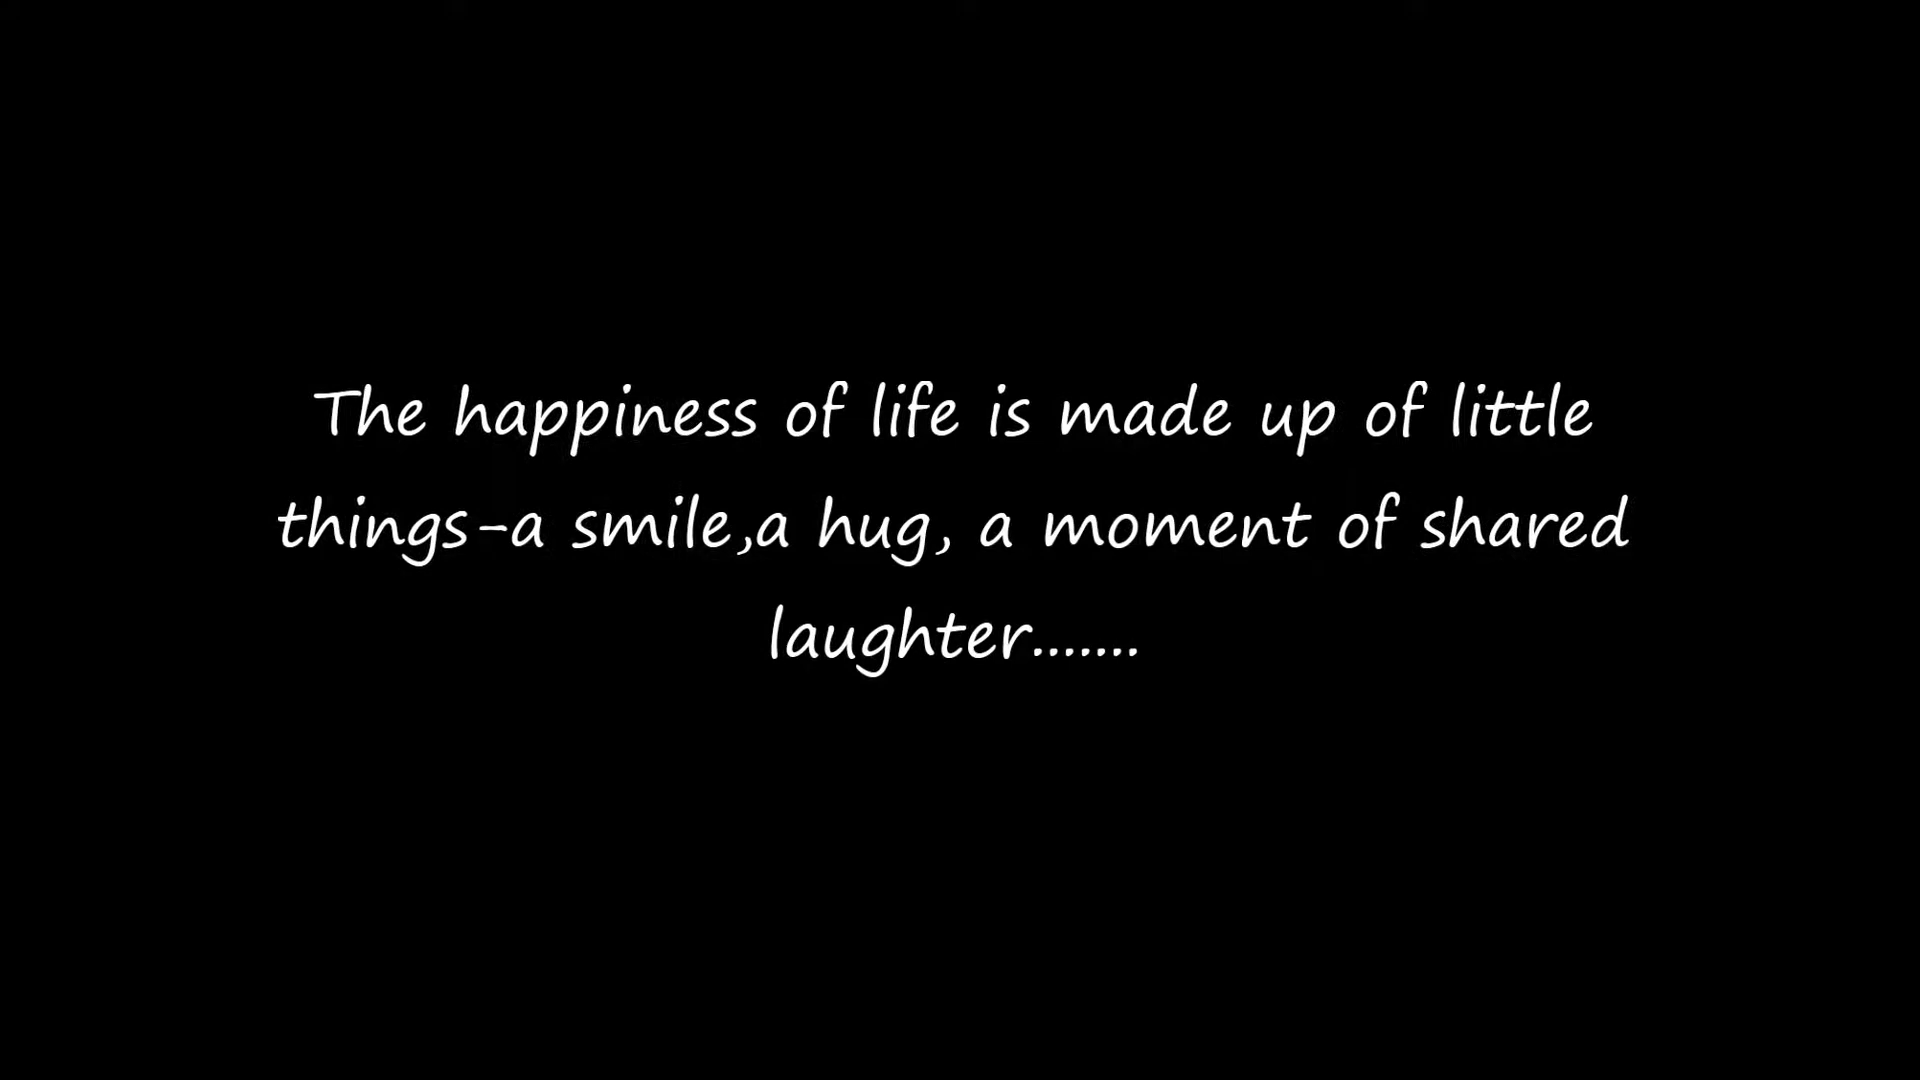 The happiness of life is made up of little
things-a smile,a hug, a moment of shared
laughter.......